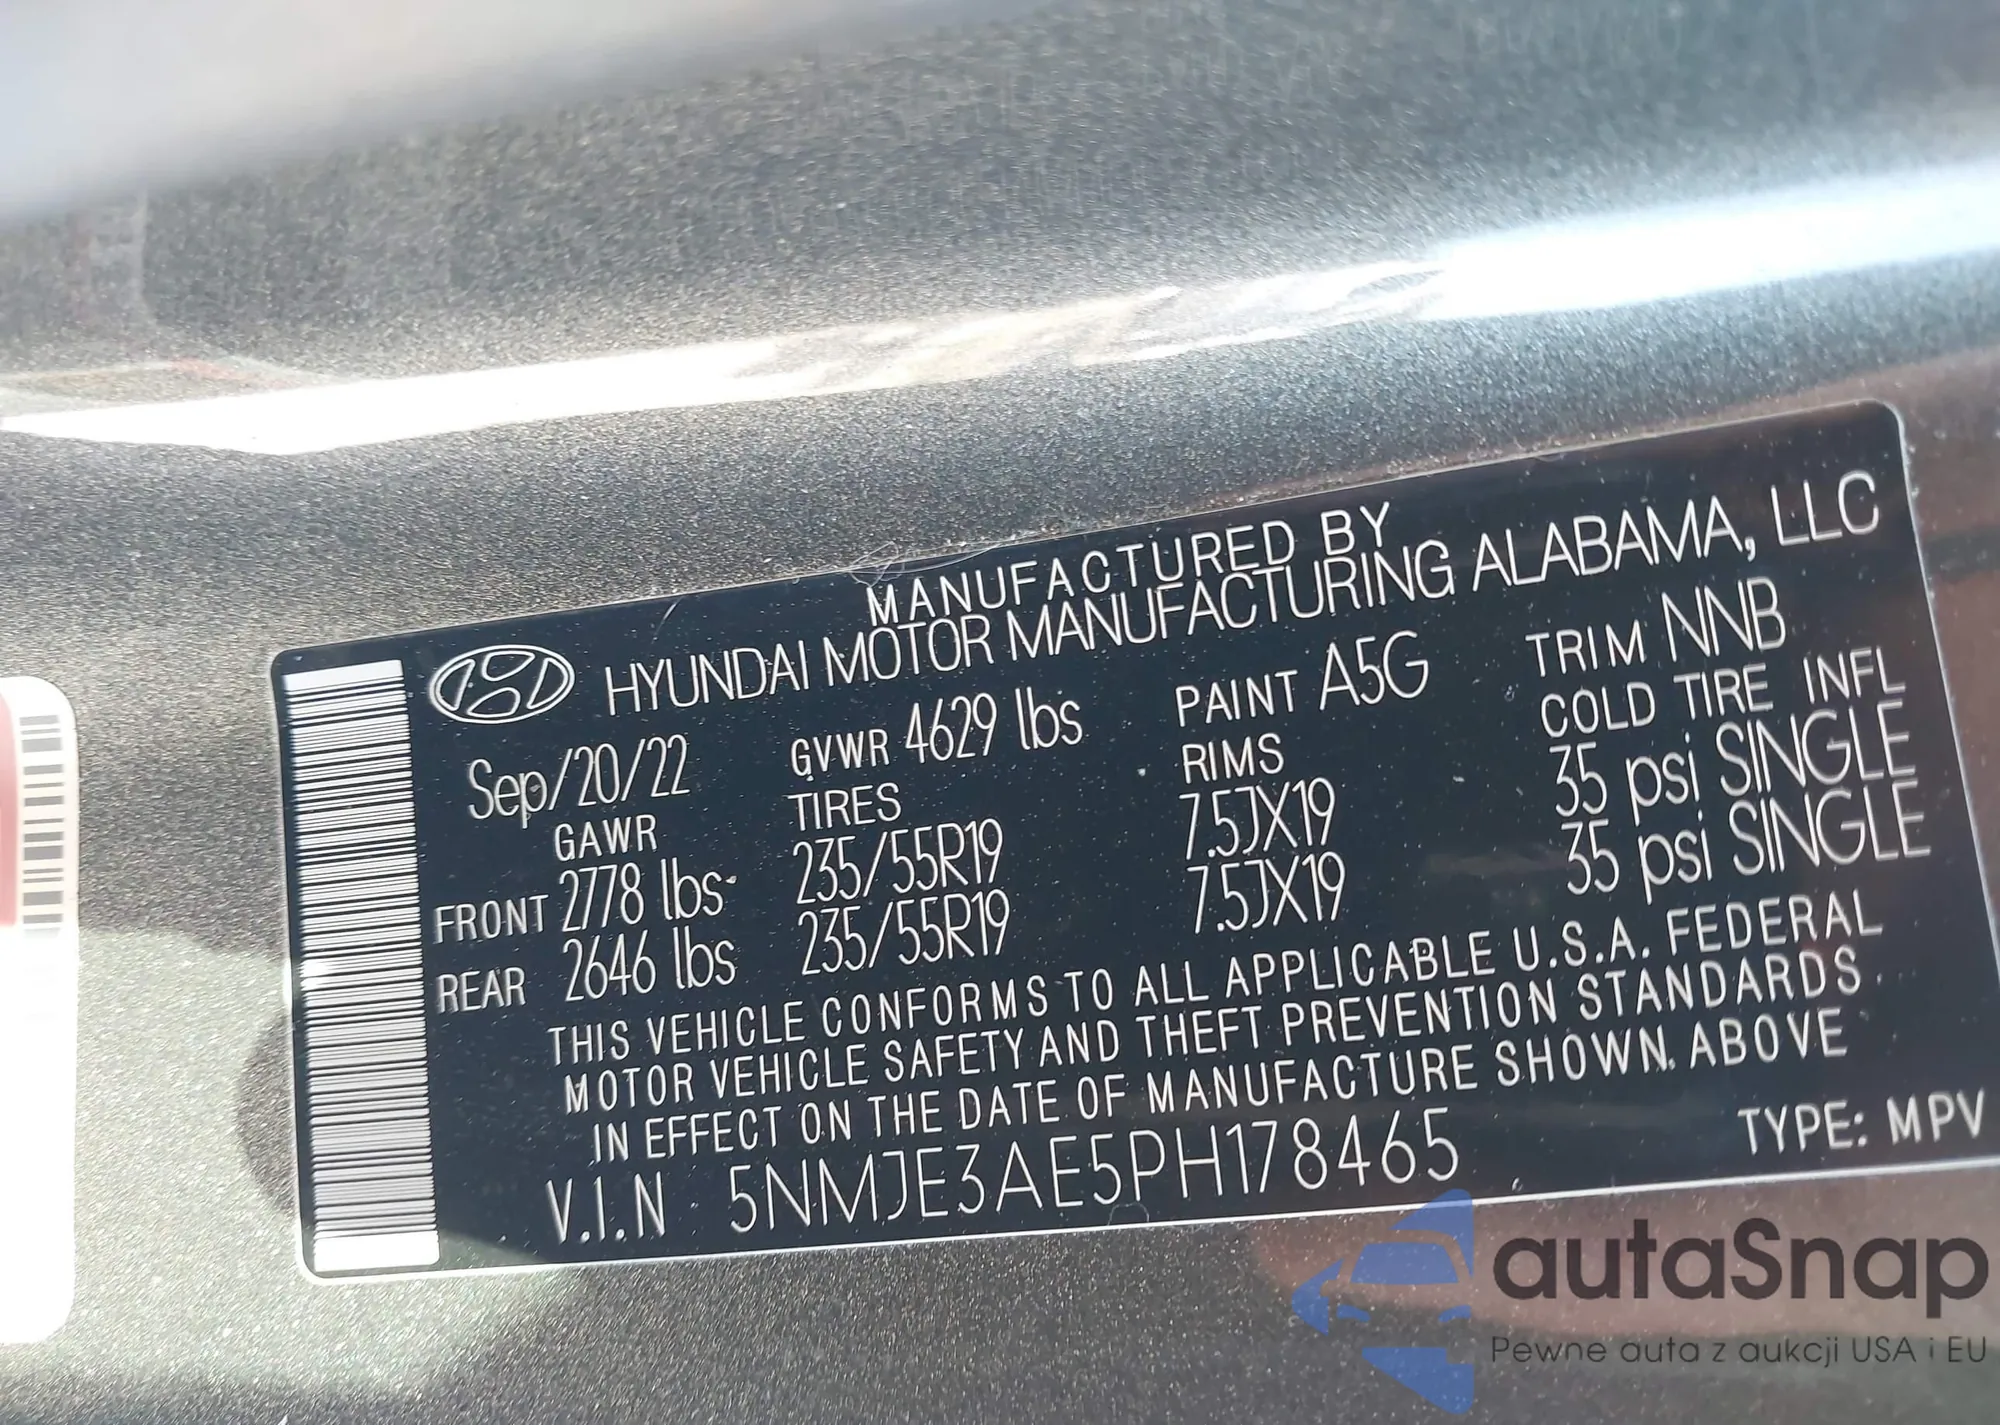 MANUFACTURED BY
HYUNDAI MOTOR MANUFACTURING ALABAMA, LLC
Sep/20/22 GVWR 4629 lbs PAINT A5G TRIM NNB
GAWR TIRES RIMS COLD TIRE INFL
FRONT 2778 lbs 235/55R19 7.5JX19 35 psi SINGLE
REAR 2646 lbs 235/55R19 7.5JX19 35 psi SINGLE
THIS VEHICLE CONFORMS TO ALL APPLICABLE U.S.A. FEDERAL
MOTOR VEHICLE SAFETY AND THEFT PREVENTION STANDARDS
IN EFFECT ON THE DATE OF MANUFACTURE SHOWN ABOVE
V.I.N 5NMJE3AE5PH178465 TYPE: MPV
autaSnap
Pewne auta z aukcji USA i EU